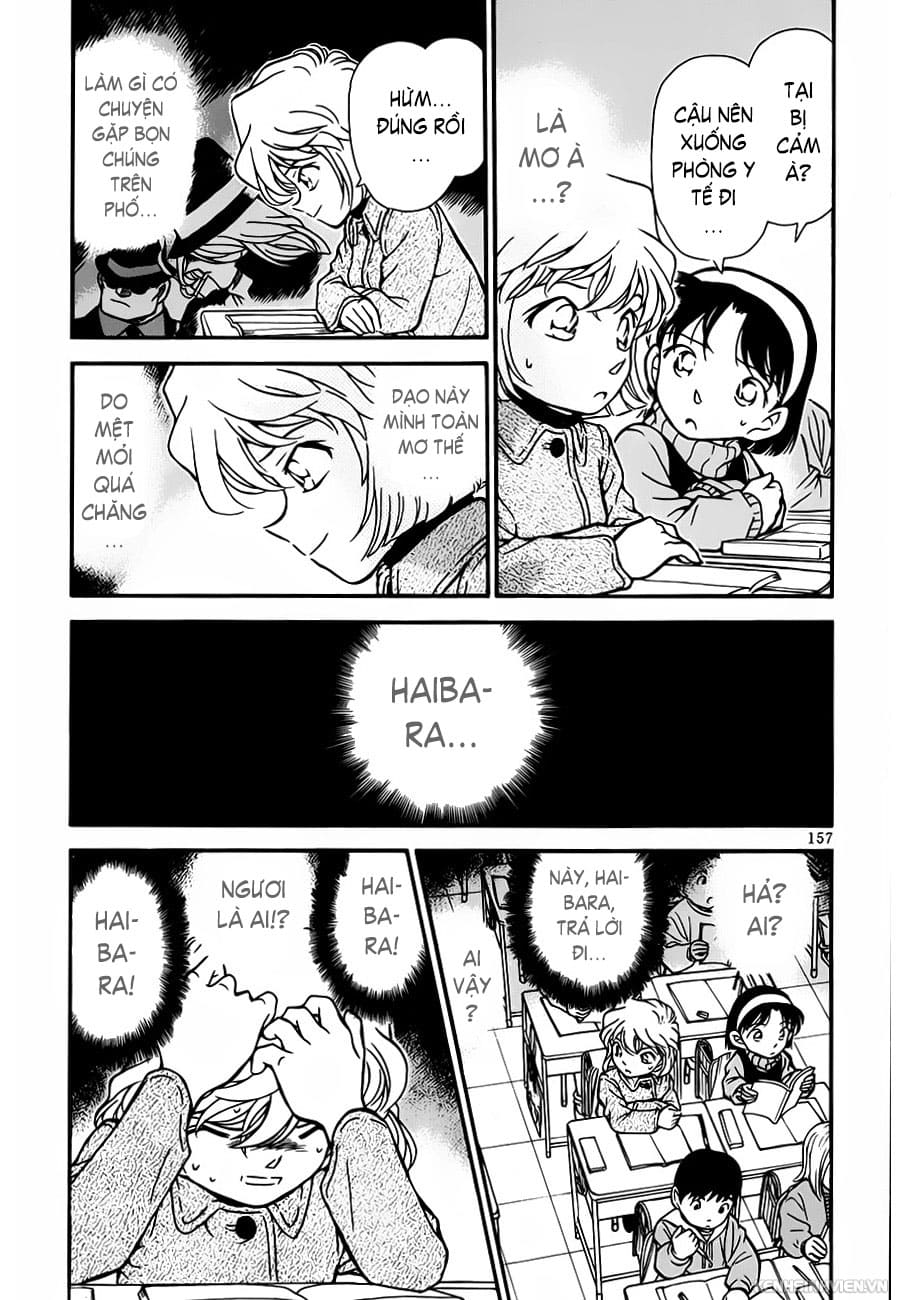 TẠI
BỊ
CẢM
À?
CẬU NÊN
XUỐNG
PHÒNG Y
TẾ ĐI
...
LÀ
MƠ À
...?
HỪM...
ĐÚNG RỒI
...
LÀM GÌ CÓ
CHUYỆN
GẶP BỌN
CHÚNG
TRÊN
PHỐ...
DẠO NÀY
MÌNH TOÀN
MƠ THẾ
...
DO
MỆT
MỎI
QUÁ
CHĂNG
...
HAIBA-
RA...
157
HẢ?
AI?
NÀY, HAI-
BARA,
TRẢ LỜI
ĐI...
AI
VẬY
?
HAI-
BA-
RA!
NGƯƠI
LÀ AI!?
HAI-
BA-
RA!
KENHSINHVIEN.VN